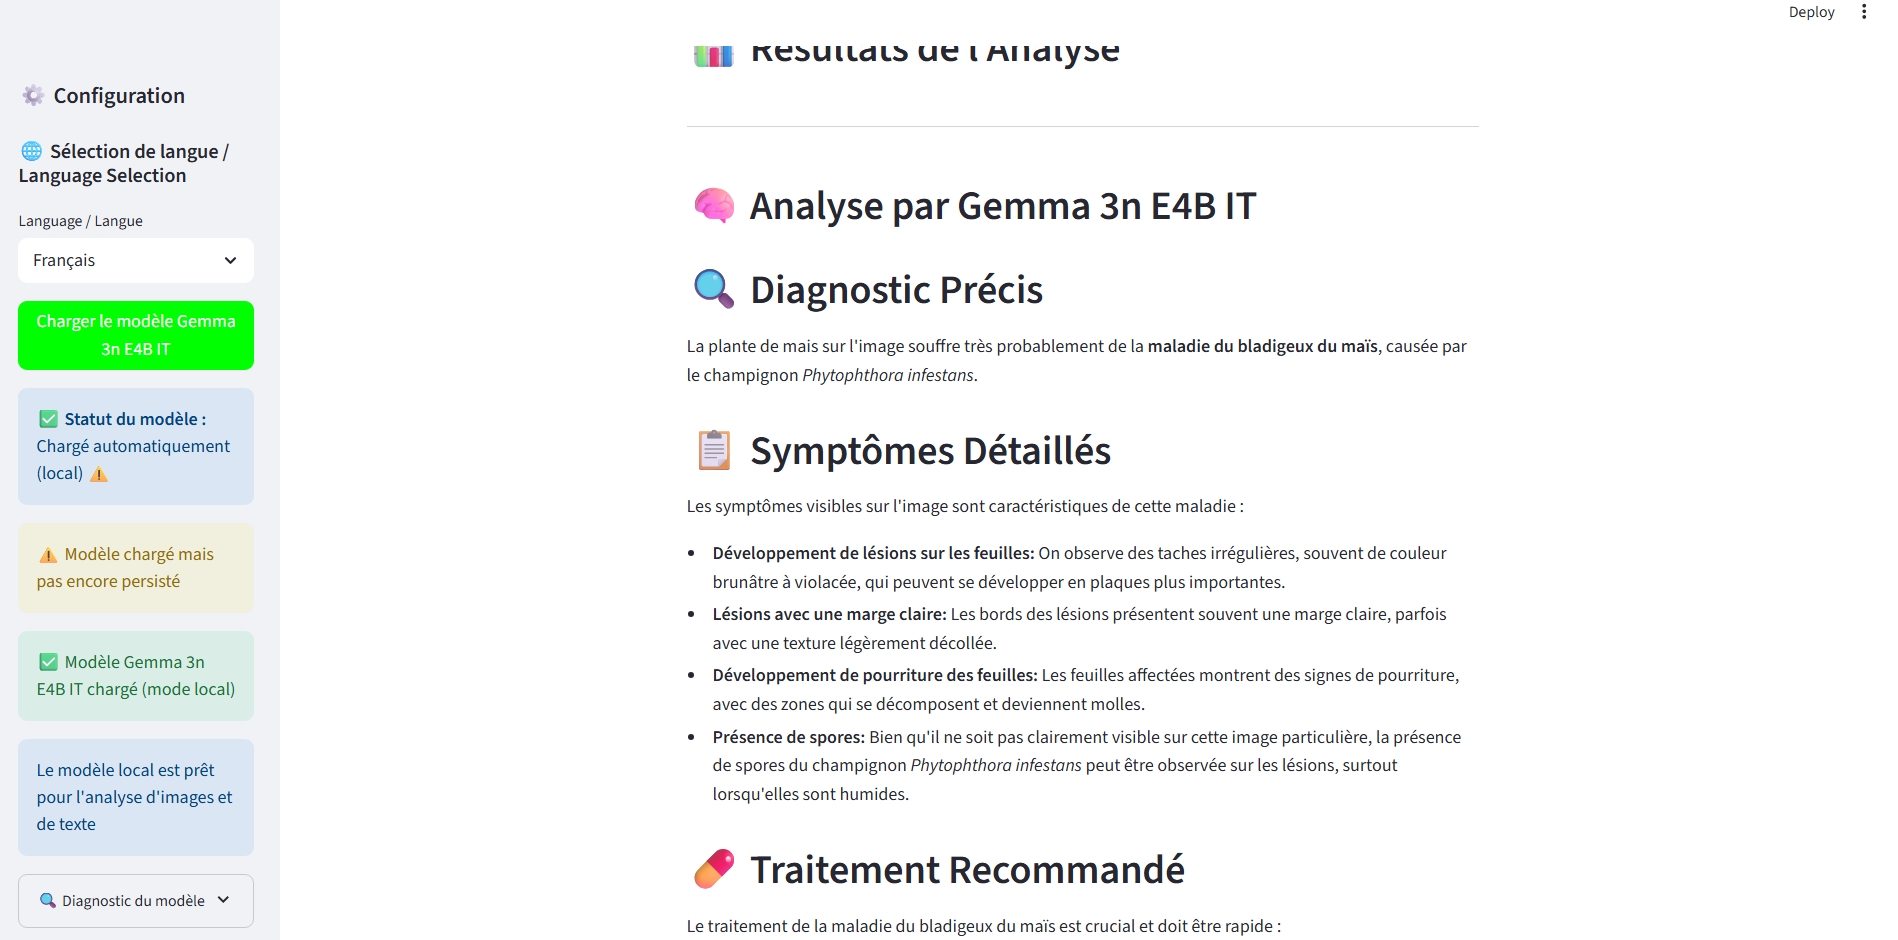 Deploy
Configuration
Sélection de langue /
Language Selection
Language / Langue
Français
Charger le modèle Gemma
3n E4B IT
Statut du modèle :
Chargé automatiquement
(local)
Modèle chargé mais
pas encore persisté
Modèle Gemma 3n
E4B IT chargé (mode local)
Le modèle local est prêt
pour l'analyse d'images et
de texte
Diagnostic du modèle
Résultats de l'Analyse
Analyse par Gemma 3n E4B IT
Diagnostic Précis
La plante de mais sur l'image souffre très probablement de la maladie du bladigeux du maïs, causée par
le champignon Phytophthora infestans.
Symptômes Détaillés
Les symptômes visibles sur l'image sont caractéristiques de cette maladie :
Développement de lésions sur les feuilles: On observe des taches irrégulières, souvent de couleur
brunâtre à violacée, qui peuvent se développer en plaques plus importantes.
Lésions avec une marge claire: Les bords des lésions présentent souvent une marge claire, parfois
avec une texture légèrement décollée.
Développement de pourriture des feuilles: Les feuilles affectées montrent des signes de pourriture,
avec des zones qui se décomposent et deviennent molles.
Présence de spores: Bien qu'il ne soit pas clairement visible sur cette image particulière, la présence
de spores du champignon Phytophthora infestans peut être observée sur les lésions, surtout
lorsqu'elles sont humides.
Traitement Recommandé
Le traitement de la maladie du bladigeux du maïs est crucial et doit être rapide :